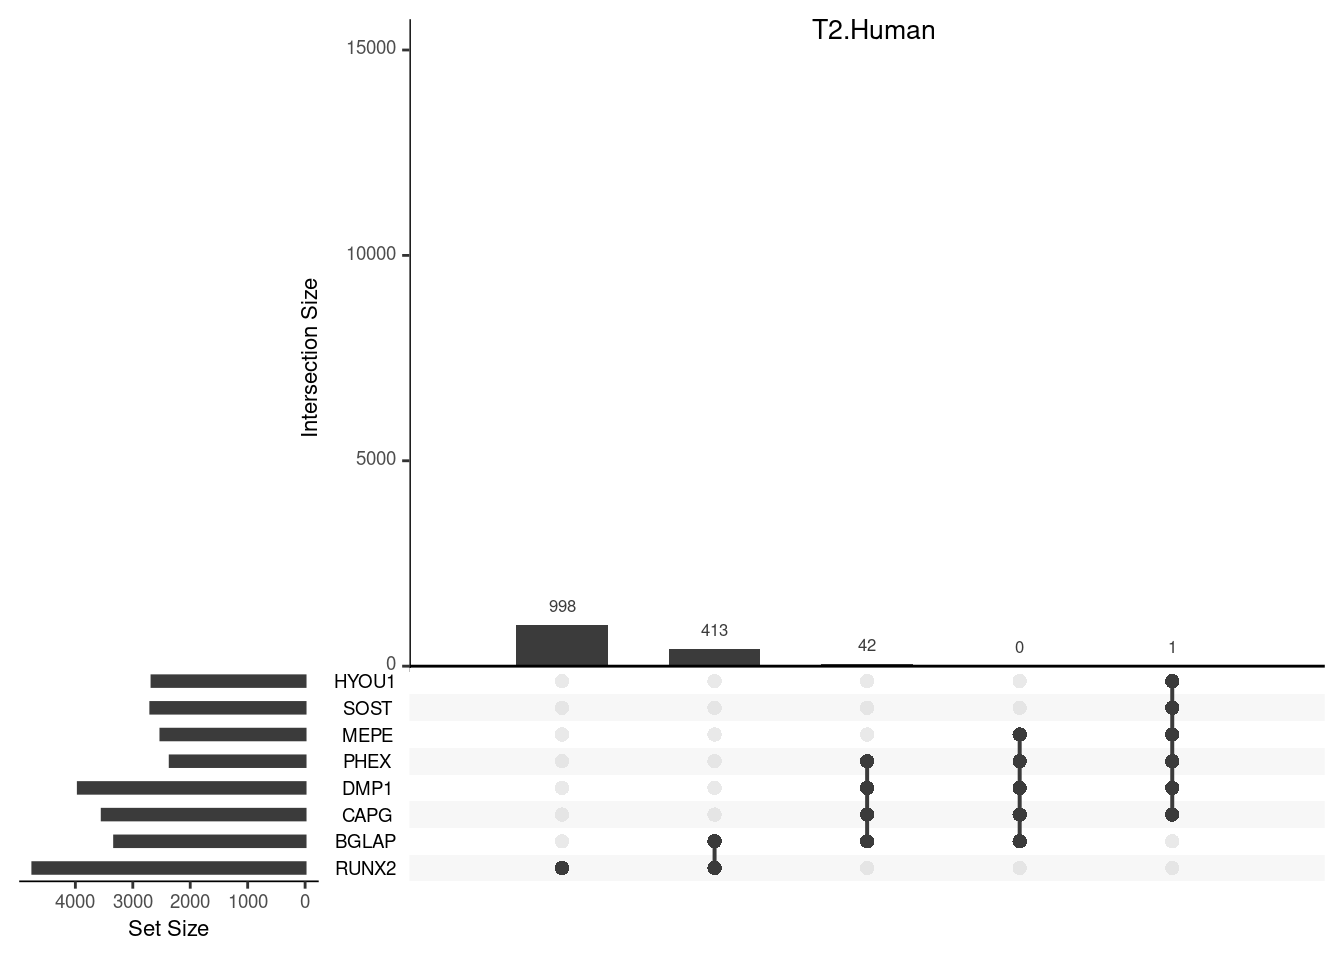 T2.Human
15000
10000
5000
0
Intersection Size
998
413
42
0
1
HYOU1
SOST
MEPE
PHEX
DMP1
CAPG
BGLAP
RUNX2
4000 3000 2000 1000 0
Set Size